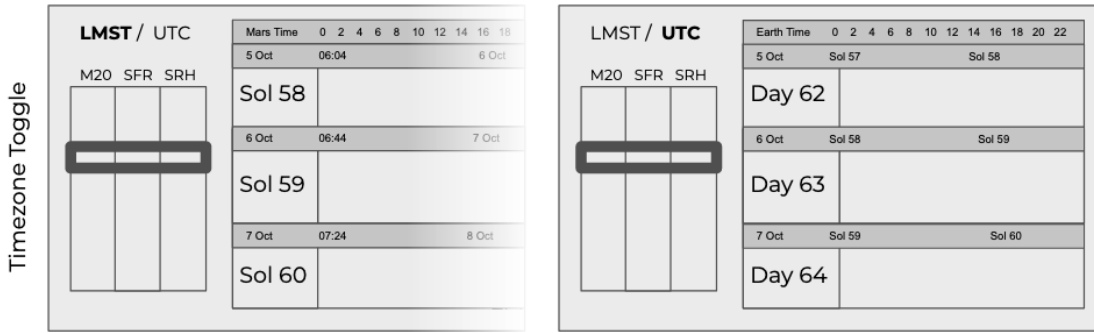 Timezone Toggle
LMST / UTC
M20 SFR SRH
Mars Time 0 2 4 6 8 10 12 14 16 18
5 Oct 06:04 6 Oct
Sol 58
6 Oct 06:44 7 Oct
Sol 59
7 Oct 07:24 8 Oct
Sol 60
LMST / UTC
M20 SFR SRH
Earth Time 0 2 4 6 8 10 12 14 16 18 20 22
5 Oct Sol 57 Sol 58
Day 62
6 Oct Sol 58 Sol 59
Day 63
7 Oct Sol 59 Sol 60
Day 64